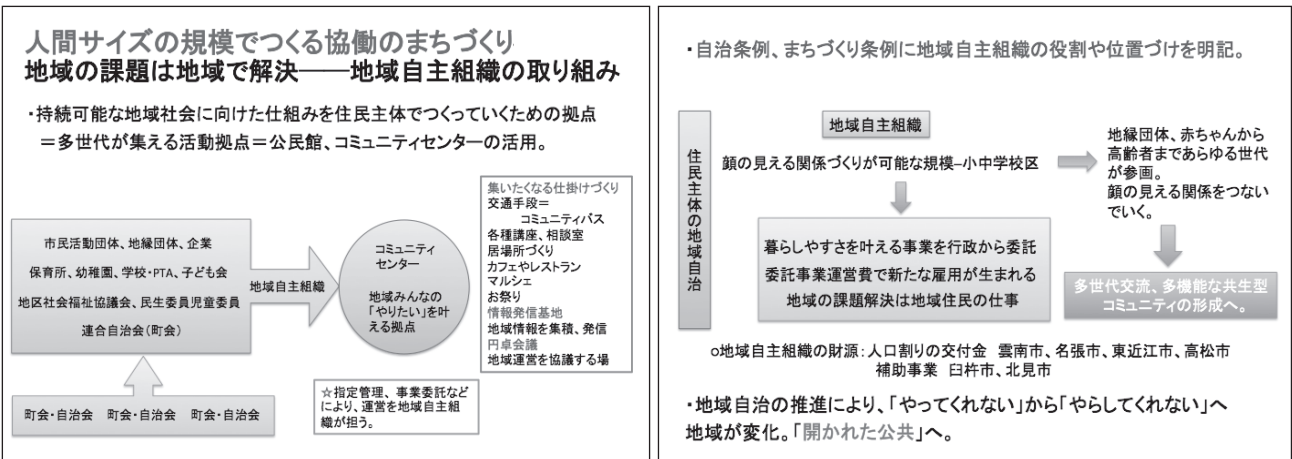 人間サイズの規模でつくる協働のまちづくり
地域の課題は地域で解決――地域自主組織の取り組み
・持続可能な地域社会に向けた仕組みを住民主体でつくっていくための拠点
＝多世代が集える活動拠点＝公民館、コミュニティセンターの活用。
市民活動団体、地縁団体、企業
保育所、幼稚園、学校・PTA、子ども会
地区社会福祉協議会、民生委員児童委員
連合自治会（町会）
町会・自治会　町会・自治会　町会・自治会
地域自主組織
コミュニティ
センター
地域みんなの
「やりたい」を叶
える拠点
集いたくなる仕掛けづくり
交通手段＝
コミュニティバス
各種講座、相談室
居場所づくり
カフェやレストラン
マルシェ
お祭り
情報発信基地
地域情報を集積、発信
円卓会議
地域運営を協議する場
☆指定管理、事業委託など
により、運営を地域自主組
織が担う。
・自治条例、まちづくり条例に地域自主組織の役割や位置づけを明記。
住民主体の地域自治
地域自主組織
顔の見える関係づくりが可能な規模–小中学校区
地縁団体、赤ちゃんから
高齢者まであらゆる世代
が参画。
顔の見える関係をつない
でいく。
暮らしやすさを叶える事業を行政から委託
委託事業運営費で新たな雇用が生まれる
地域の課題解決は地域住民の仕事
多世代交流、多機能な共生型
コミュニティの形成へ。
○地域自主組織の財源：人口割りの交付金　雲南市、名張市、東近江市、高松市
補助事業　臼杵市、北見市
・地域自治の推進により、「やってくれない」から「やらしてくれない」へ
地域が変化。「開かれた公共」へ。